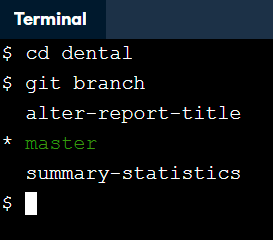 Terminal
$ cd dental
$ git branch
  alter-report-title
* master
  summary-statistics
$